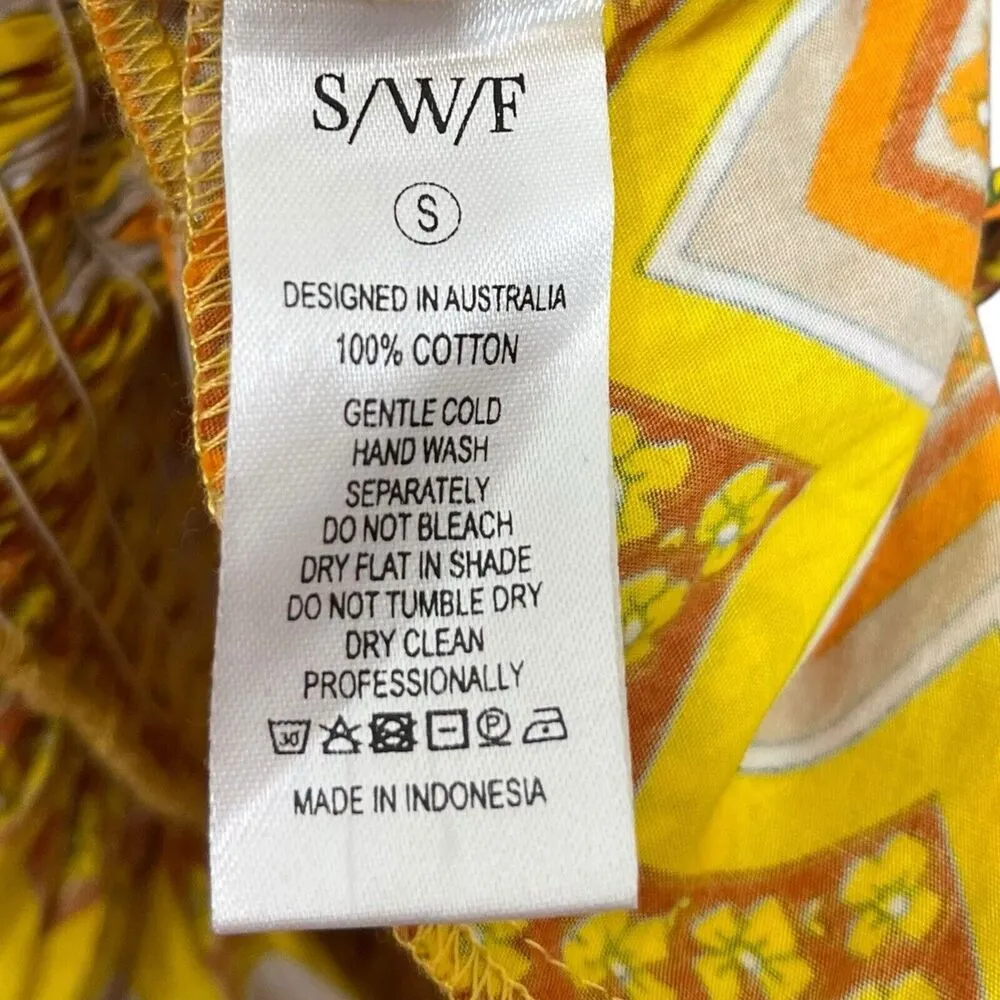 S/W/F
S
DESIGNED IN AUSTRALIA
100% COTTON
GENTLE COLD
HAND WASH
SEPARATELY
DO NOT BLEACH
DRY FLAT IN SHADE
DO NOT TUMBLE DRY
DRY CLEAN
PROFESSIONALLY
30 P
MADE IN INDONESIA